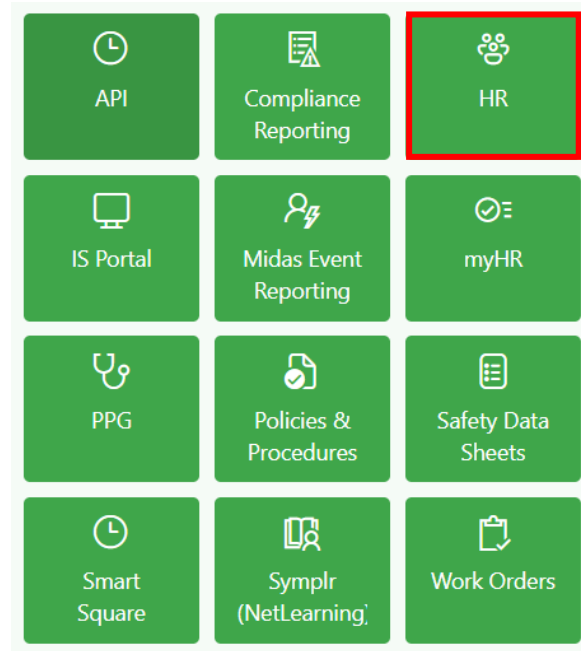 API
Compliance
Reporting
HR
IS Portal
Midas Event
Reporting
myHR
PPG
Policies &
Procedures
Safety Data
Sheets
Smart
Square
Symplr
(NetLearning)
Work Orders